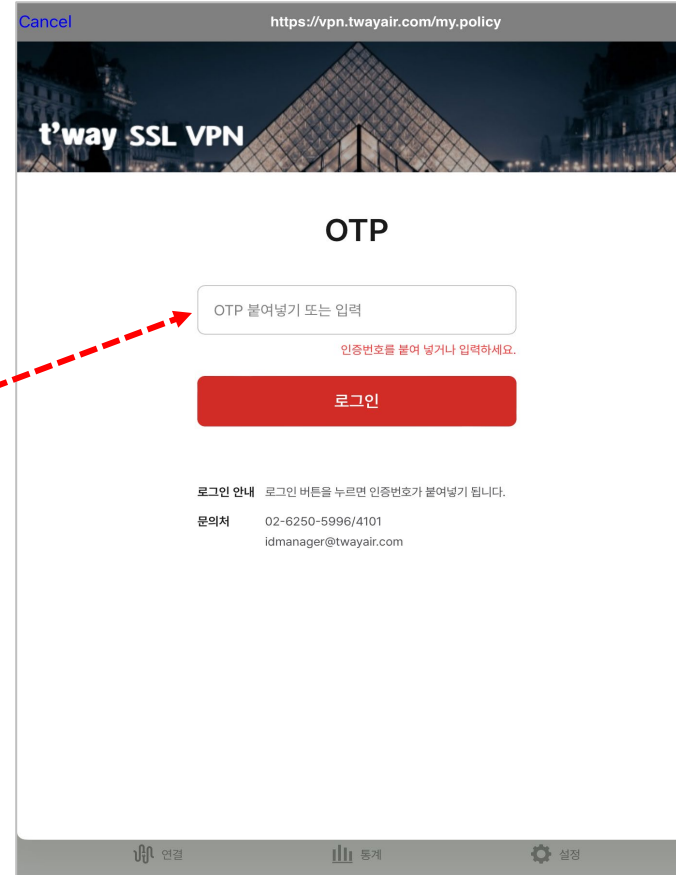 Cancel
https://vpn.twayair.com/my.policy
t'way SSL VPN
OTP
OTP 붙여넣기 또는 입력
인증번호를 붙여 넣거나 입력하세요.
로그인
로그인 안내 로그인 버튼을 누르면 인증번호가 붙여넣기 됩니다.
문의처 02-6250-5996/4101
idmanager@twayair.com
연결
통계
설정